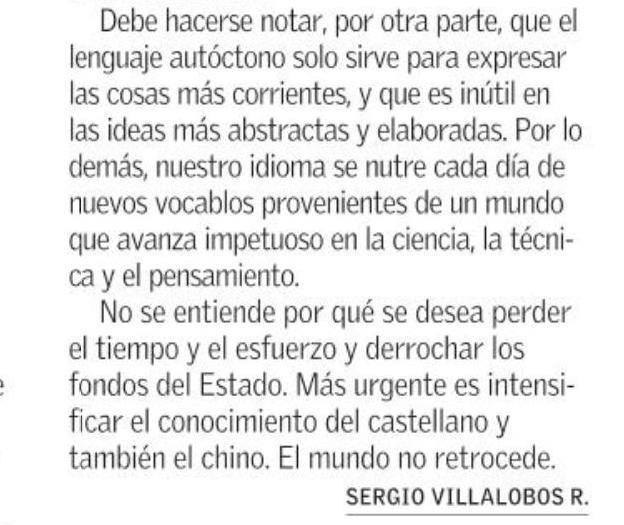 Debe hacerse notar, por otra parte, que el
lenguaje autóctono solo sirve para expresar
las cosas más corrientes, y que es inútil en
las ideas más abstractas y elaboradas. Por lo
demás, nuestro idioma se nutre cada día de
nuevos vocablos provenientes de un mundo
que avanza impetuoso en la ciencia, la técni-
ca y el pensamiento.
No se entiende por qué se desea perder
el tiempo y el esfuerzo y derrochar los
fondos del Estado. Más urgente es intensi-
ficar el conocimiento del castellano y
también el chino. El mundo no retrocede.
SERGIO VILLALOBOS R.